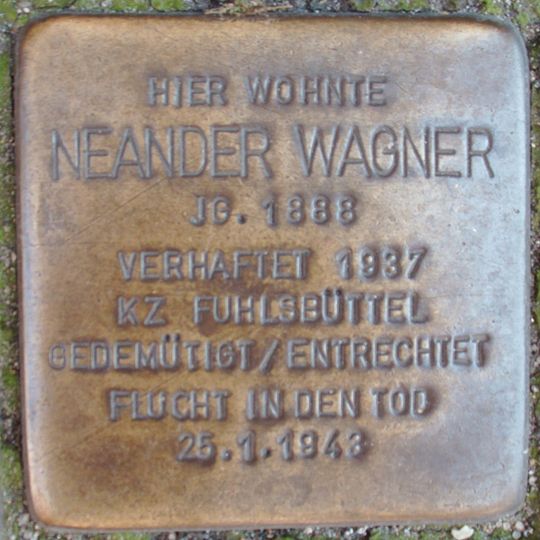 HIER WOHNTE
NEANDER WAGNER
JG. 1888
VERHAFTET 1937
KZ FUHLSBÜTTEL
GEDEMÜTIGT/ENTRECHTET
FLUCHT IN DEN TOD
25.1.1943